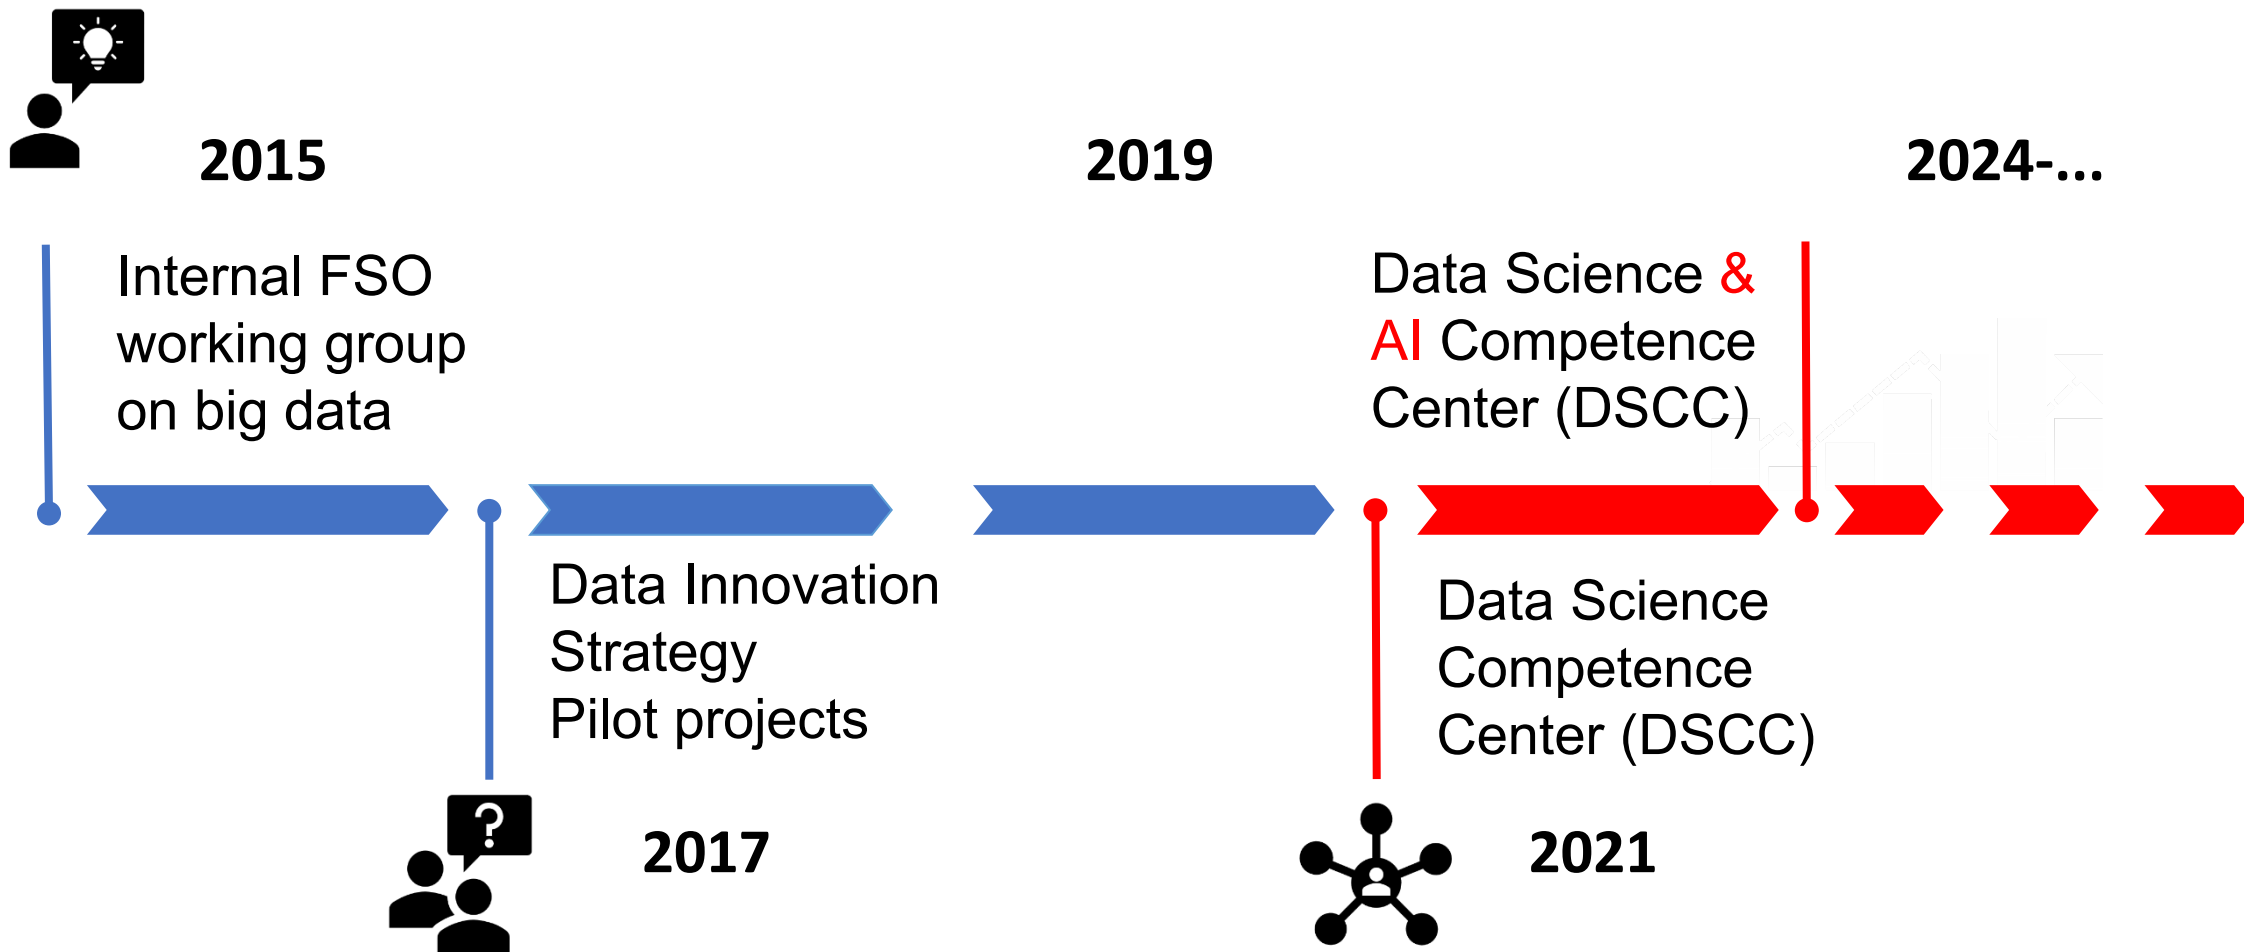 2015
Internal FSO
working group
on big data
Data Innovation
Strategy
Pilot projects
2017
2019
Data Science
Competence
Center (DSCC)
2021
2024-...
Data Science &
AI Competence
Center (DSCC)
?